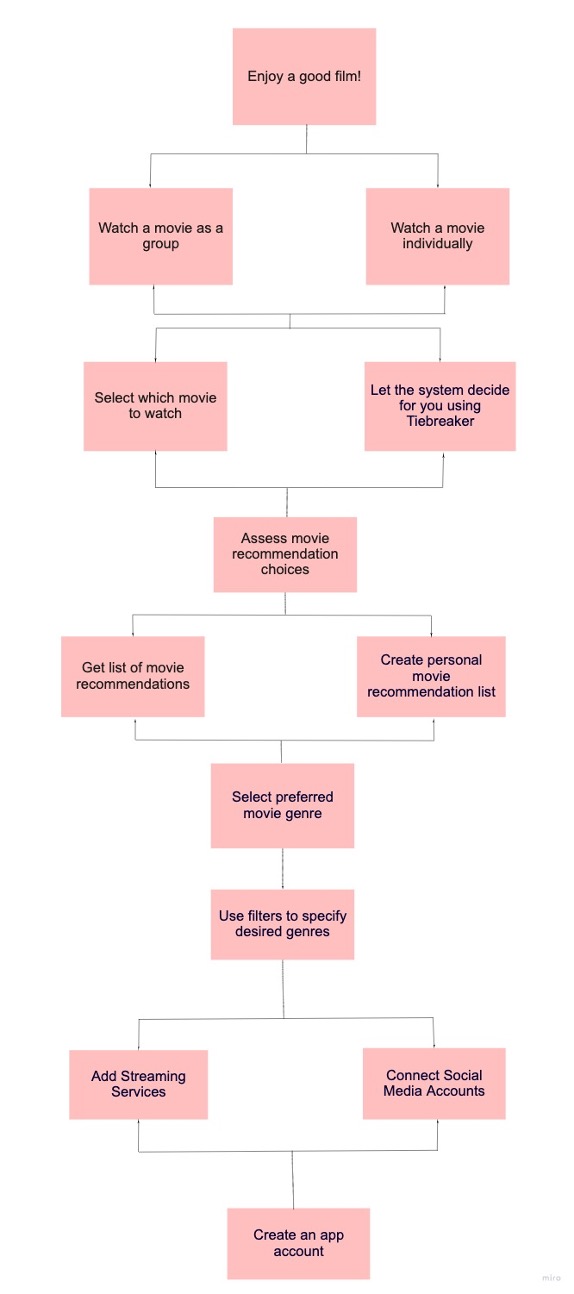 Enjoy a good film!
Watch a movie as a
group
Watch a movie
individually
Select which movie
to watch
Let the system decide
for you using
Tiebreaker
Assess movie
recommendation
choices
Get list of movie
recommendations
Create personal
movie
recommendation list
Select preferred
movie genre
Use filters to specify
desired genres
Add Streaming
Services
Connect Social
Media Accounts
Create an app
account
miro